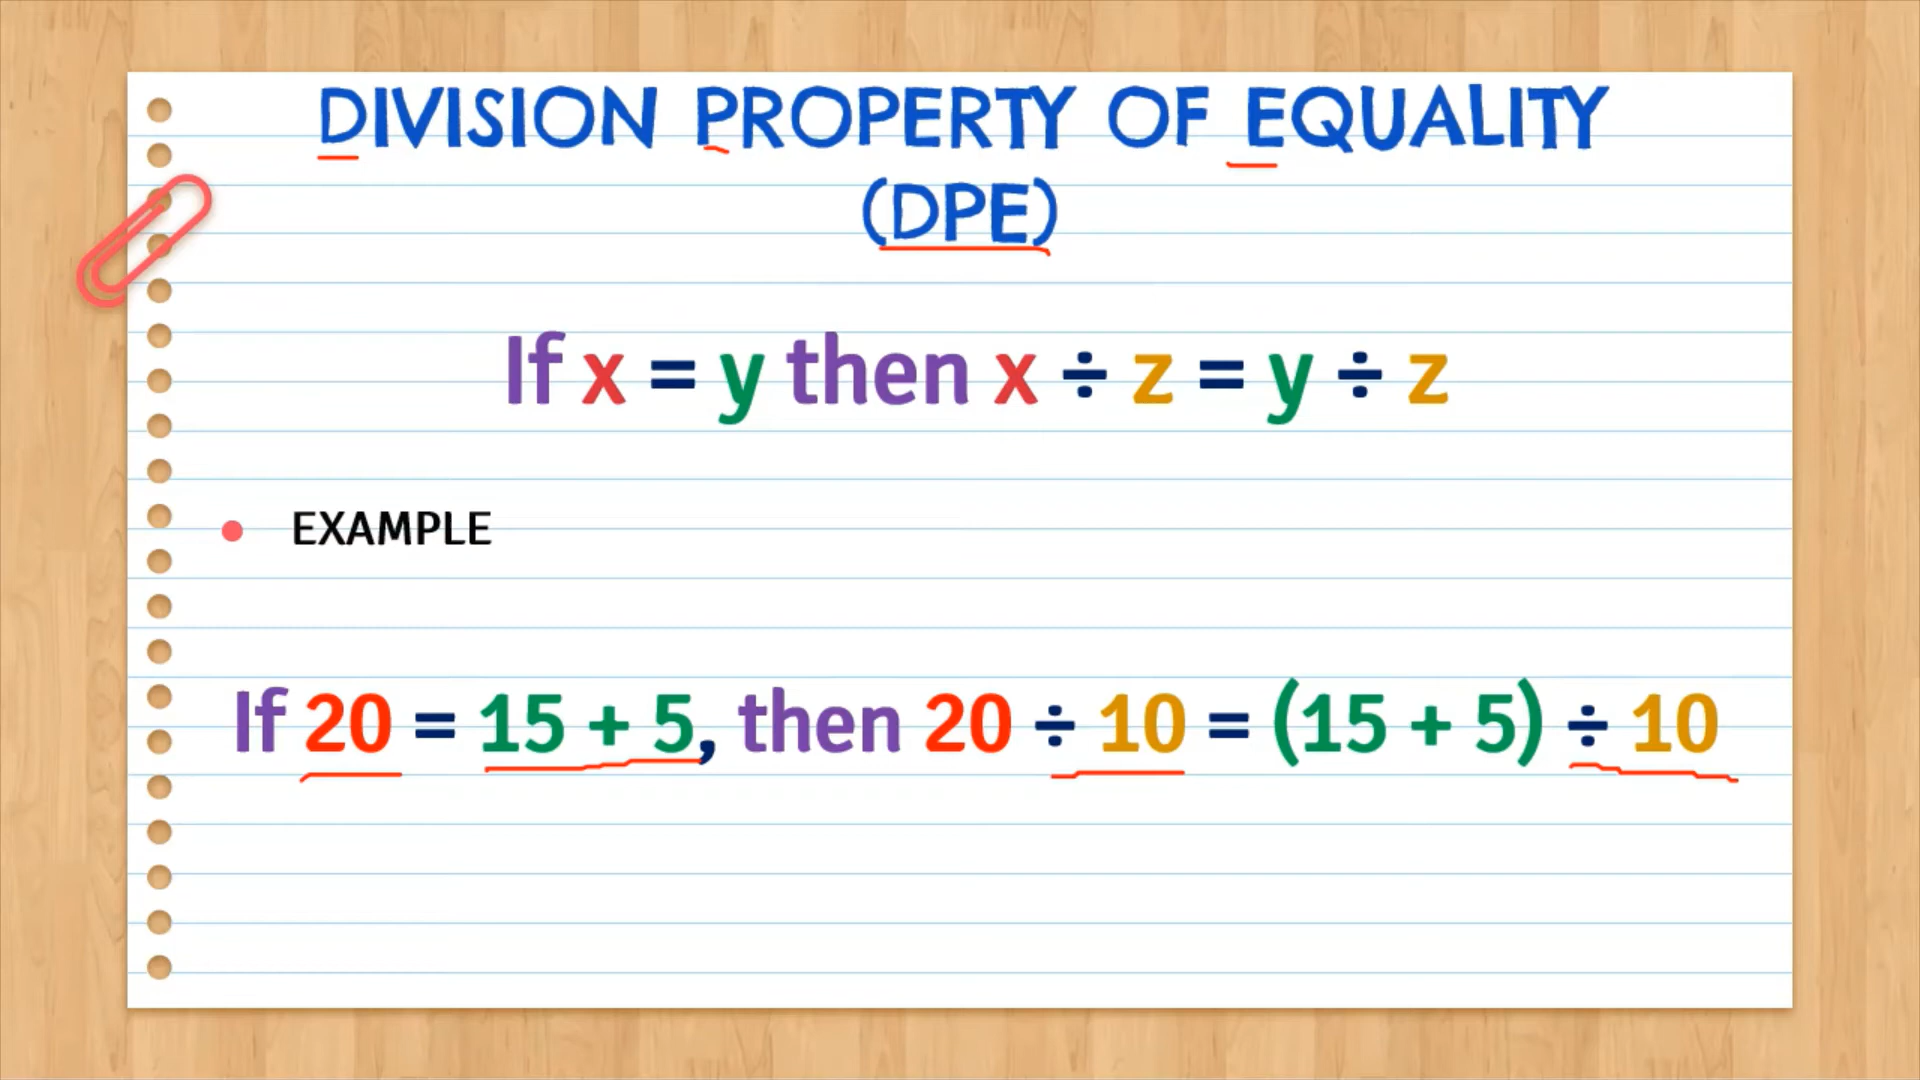 DIVISION PROPERTY OF EQUALITY
(DPE)
If x = y then x ÷ z = y ÷ z
EXAMPLE
If 20 = 15 + 5, then 20 ÷ 10 = (15 + 5) ÷ 10